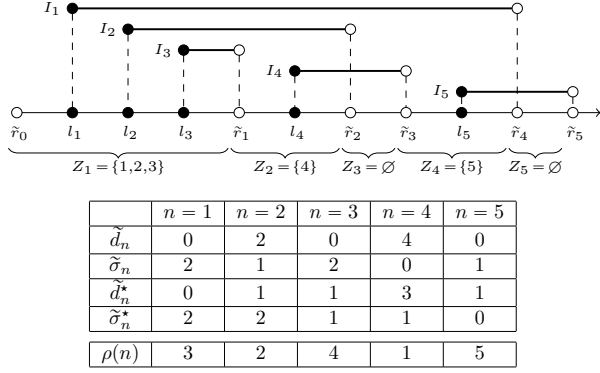 I₁
I₂
I₃
I₄
I₅
r̃₀ l₁ l₂ l₃ r̃₁ l₄ r̃₂ r̃₃ l₅ r̃₄ r̃₅
Z₁ = {1,2,3} Z₂ = {4} Z₃ = ∅ Z₄ = {5} Z₅ = ∅
n = 1 n = 2 n = 3 n = 4 n = 5
d̃ₙ 0 2 0 4 0
σ̃ₙ 2 1 2 0 1
d̃ₙ⋆ 0 1 1 3 1
σ̃ₙ⋆ 2 2 1 1 0
ρ(n) 3 2 4 1 5